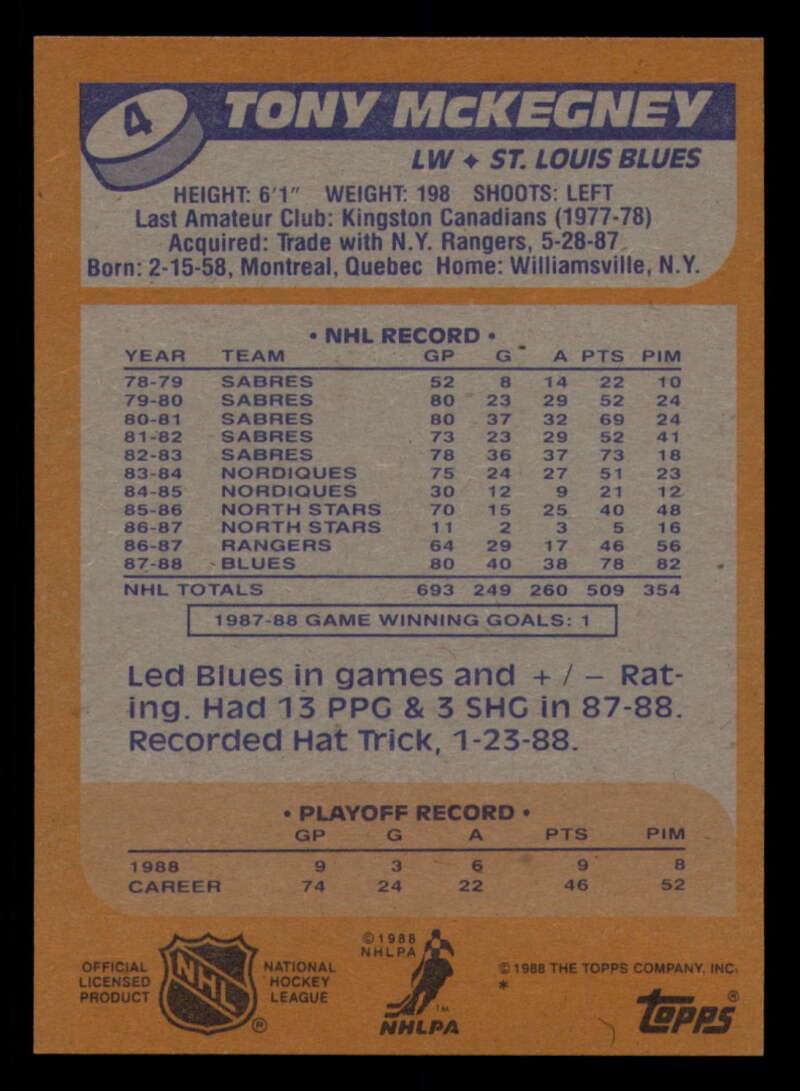 4
TONY McKEGNEY
LW ✦ ST. LOUIS BLUES
HEIGHT: 6'1" WEIGHT: 198 SHOOTS: LEFT
Last Amateur Club: Kingston Canadians (1977-78)
Acquired: Trade with N.Y. Rangers, 5-28-87
Born: 2-15-58, Montreal, Quebec Home: Williamsville, N.Y.
• NHL RECORD •
YEAR TEAM GP G A PTS PIM
78-79 SABRES 52 8 14 22 10
79-80 SABRES 80 23 29 52 24
80-81 SABRES 80 37 32 69 24
81-82 SABRES 73 23 29 52 41
82-83 SABRES 78 36 37 73 18
83-84 NORDIQUES 75 24 27 51 23
84-85 NORDIQUES 30 12 9 21 12
85-86 NORTH STARS 70 15 25 40 48
86-87 NORTH STARS 11 2 3 5 16
86-87 RANGERS 64 29 17 46 56
87-88 BLUES 80 40 38 78 82
NHL TOTALS 693 249 260 509 354
1987-88 GAME WINNING GOALS: 1
Led Blues in games and + / – Rat-
ing. Had 13 PPG & 3 SHG in 87-88.
Recorded Hat Trick, 1-23-88.
• PLAYOFF RECORD •
GP G A PTS PIM
1988 9 3 6 9 8
CAREER 74 24 22 46 52
OFFICIAL
LICENSED
PRODUCT
NHL
®
NATIONAL
HOCKEY
LEAGUE
©1988
NHLPA
TM
NHLPA
©1988 THE TOPPS COMPANY, INC.
*
topps®